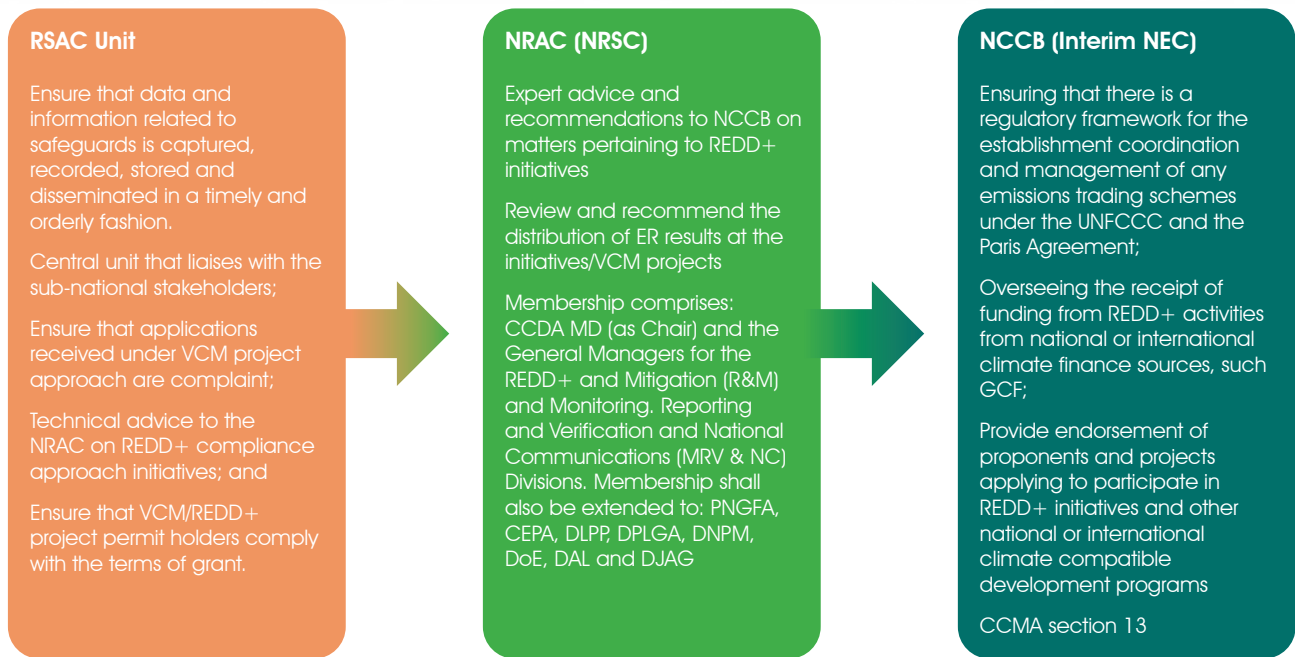 RSAC Unit
Ensure that data and
information related to
safeguards is captured,
recorded, stored and
disseminated in a timely and
orderly fashion.
Central unit that liaises with the
sub-national stakeholders;
Ensure that applications
received under VCM project
approach are complaint;
Technical advice to the
NRAC on REDD+ compliance
approach initiatives; and
Ensure that VCM/REDD+
project permit holders comply
with the terms of grant.
NRAC (NRSC)
Expert advice and
recommendations to NCCB on
matters pertaining to REDD+
initiatives
Review and recommend the
distribution of ER results at the
initiatives/VCM projects
Membership comprises:
CCDA MD (as Chair) and the
General Managers for the
REDD+ and Mitigation (R&M)
and Monitoring. Reporting
and Verification and National
Communications (MRV & NC)
Divisions. Membership shall
also be extended to: PNGFA,
CEPA, DLPP, DPLGA, DNPM,
DoE, DAL and DJAG
NCCB (Interim NEC)
Ensuring that there is a
regulatory framework for the
establishment coordination
and management of any
emissions trading schemes
under the UNFCCC and the
Paris Agreement;
Overseeing the receipt of
funding from REDD+ activities
from national or international
climate finance sources, such
GCF;
Provide endorsement of
proponents and projects
applying to participate in
REDD+ initiatives and other
national or international
climate compatible
development programs
CCMA section 13